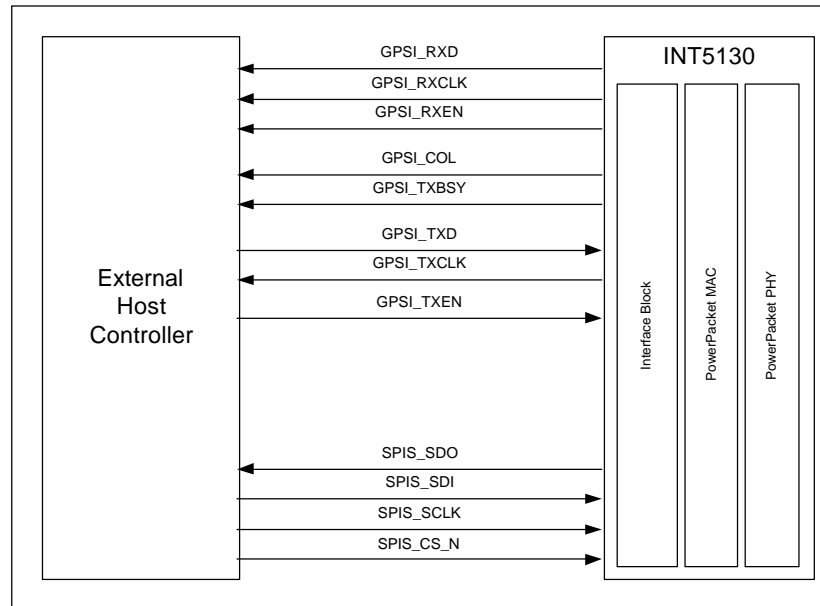 INT5130
GPSI_RXD
GPSI_RXCLK
GPSI_RXEN
GPSI_COL
GPSI_TXBSY
GPSI_TXD
GPSI_TXCLK
GPSI_TXEN
External
Host
Controller
Interface Block
PowerPacket MAC
PowerPacket PHY
SPIS_SDO
SPIS_SDI
SPIS_SCLK
SPIS_CS_N